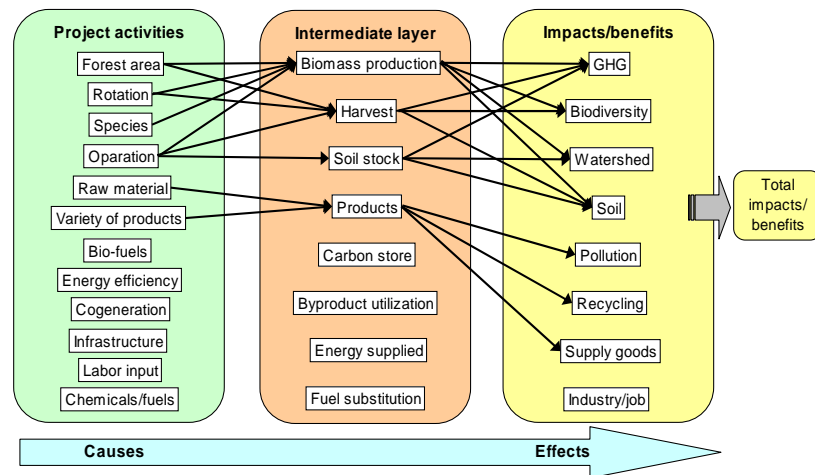 Project activities
Forest area
Rotation
Species
Oparation
Raw material
Variety of products
Bio-fuels
Energy efficiency
Cogeneration
Infrastructure
Labor input
Chemicals/fuels
Intermediate layer
Biomass production
Harvest
Soil stock
Products
Carbon store
Byproduct utilization
Energy supplied
Fuel substitution
Impacts/benefits
GHG
Biodiversity
Watershed
Soil
Pollution
Recycling
Supply goods
Industry/job
Total
impacts/
benefits
Causes
Effects